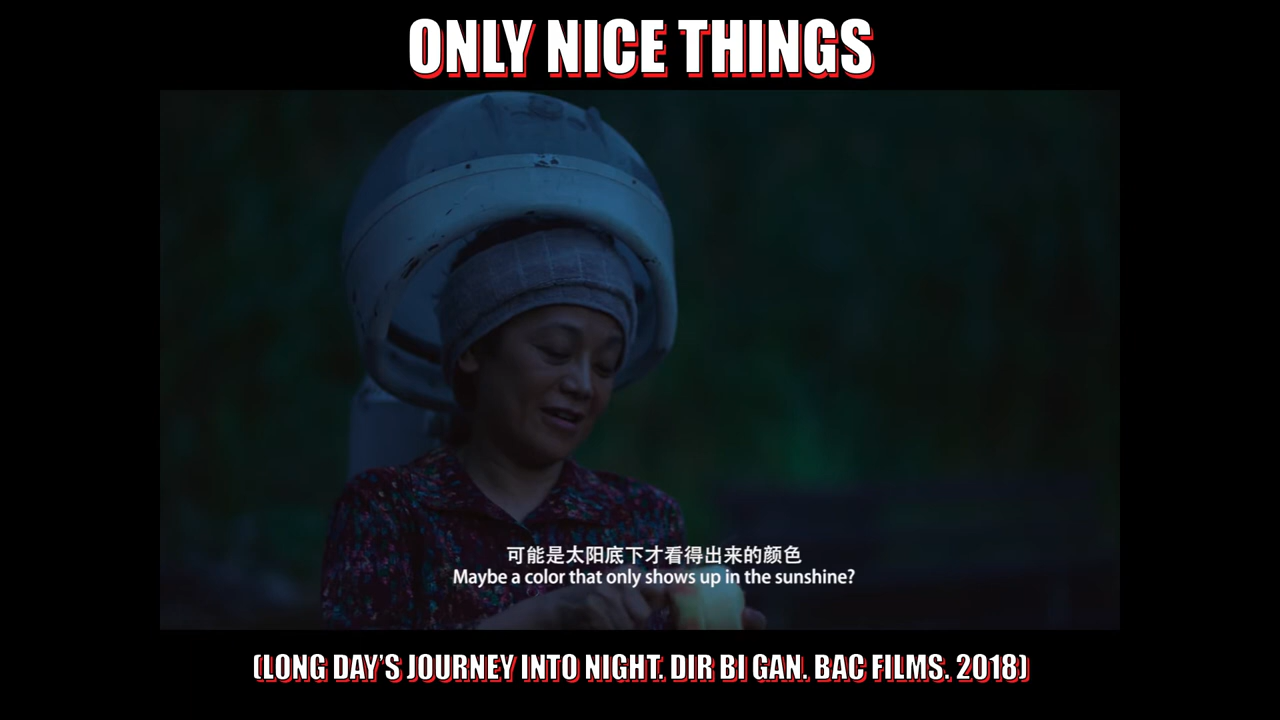 ONLY NICE THINGS
可能是太阳底下才看得出来的颜色
Maybe a color that only shows up in the sunshine?
(LONG DAY'S JOURNEY INTO NIGHT. DIR BI GAN. BAC FILMS. 2018)